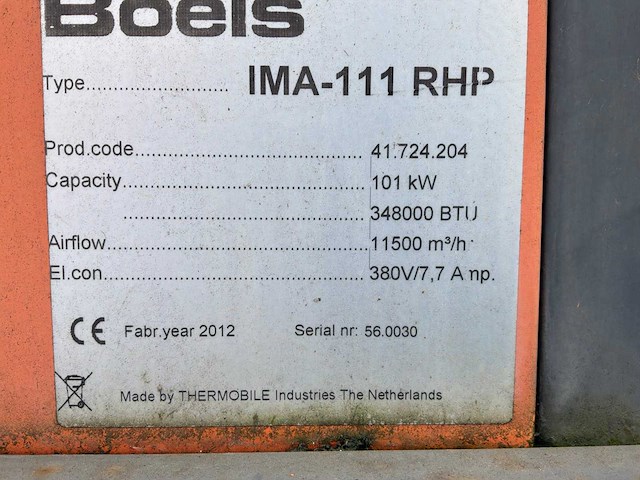 Boels
Type.......................... IMA-111 RHP
Prod.code......................................... 41.724.204
Capacity............................................ 101 kW
............................................ 348000 BTU
Airflow............................................... 11500 m³/h
El.con............................................... 380V/7,7 Amp.
CE Fabr.year 2012 Serial nr: 56.0030
Made by THERMOBILE Industries The Netherlands